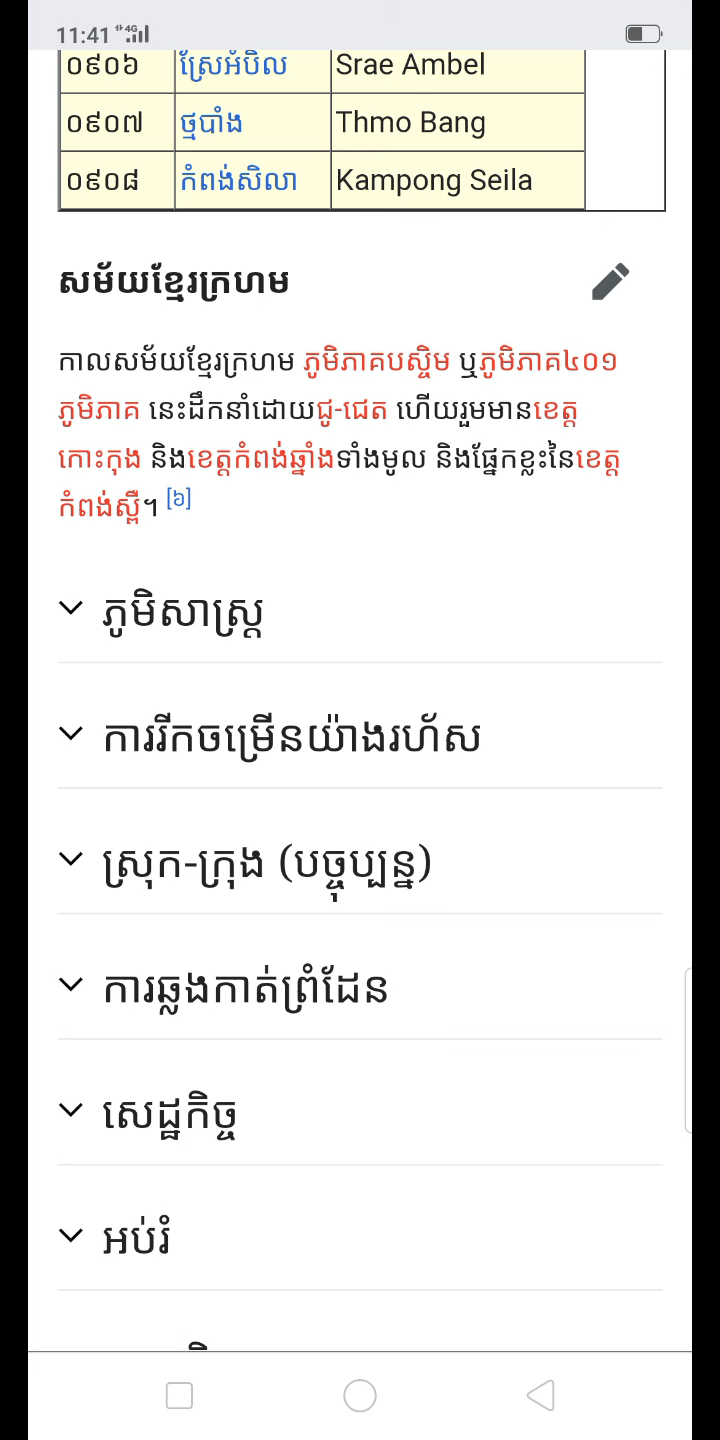 11:41 4G
០៩០៦ ស្រែអំបិល Srae Ambel
០៩០៧ ថ្មបាំង Thmo Bang
០៩០៨ កំពង់សិលា Kampong Seila
សម័យខ្មែរក្រហម
កាលសម័យខ្មែរក្រហម ភូមិភាគបស្ចិម ឬភូមិភាគ៤០១
ភូមិភាគ នេះដឹកនាំដោយជូ-ជេត ហើយរួមមានខេត្ត
កោះកុង និងខេត្តកំពង់ឆ្នាំងទាំងមូល និងផ្នែកខ្លះនៃខេត្ត
កំពង់ស្ពឺ។ [៦]
ភូមិសាស្ត្រ
ការរីកចម្រើនយ៉ាងរហ័ស
ស្រុក-ក្រុង (បច្ចុប្បន្ន)
ការឆ្លងកាត់ព្រំដែន
សេដ្ឋកិច្ច
អប់រំ